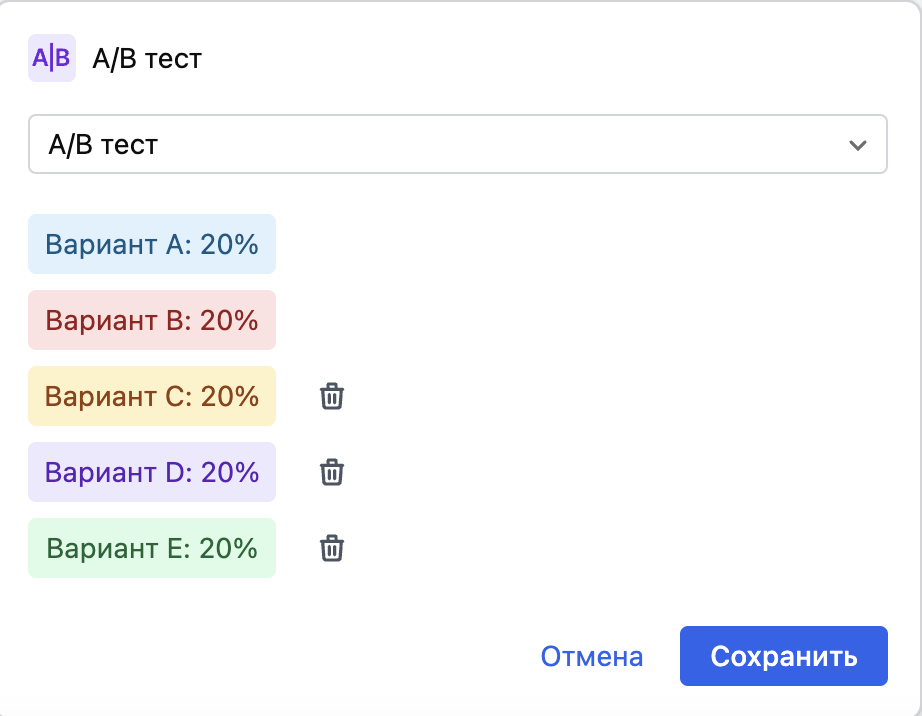 A|B A/B тест
A/B тест
Вариант A: 20%
Вариант B: 20%
Вариант C: 20%
Вариант D: 20%
Вариант E: 20%
Отмена Сохранить